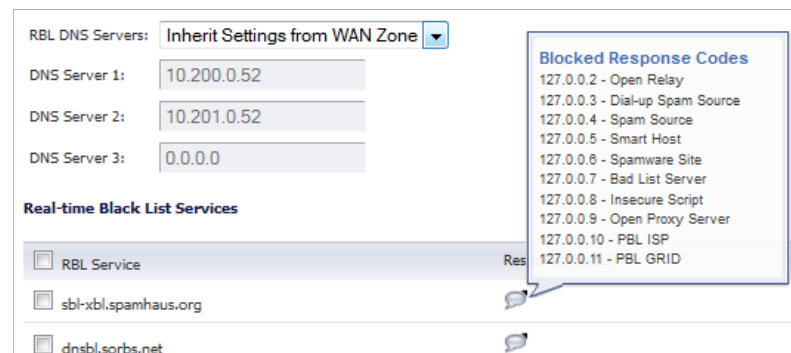 RBL DNS Servers: Inherit Settings from WAN Zone
DNS Server 1: 10.200.0.52
DNS Server 2: 10.201.0.52
DNS Server 3: 0.0.0.0
Real-time Black List Services
RBL Service Res
sbl-xbl.spamhaus.org
dnsbl.sorbs.net
Blocked Response Codes
127.0.0.2 - Open Relay
127.0.0.3 - Dial-up Spam Source
127.0.0.4 - Spam Source
127.0.0.5 - Smart Host
127.0.0.6 - Spamware Site
127.0.0.7 - Bad List Server
127.0.0.8 - Insecure Script
127.0.0.9 - Open Proxy Server
127.0.0.10 - PBL ISP
127.0.0.11 - PBL GRID